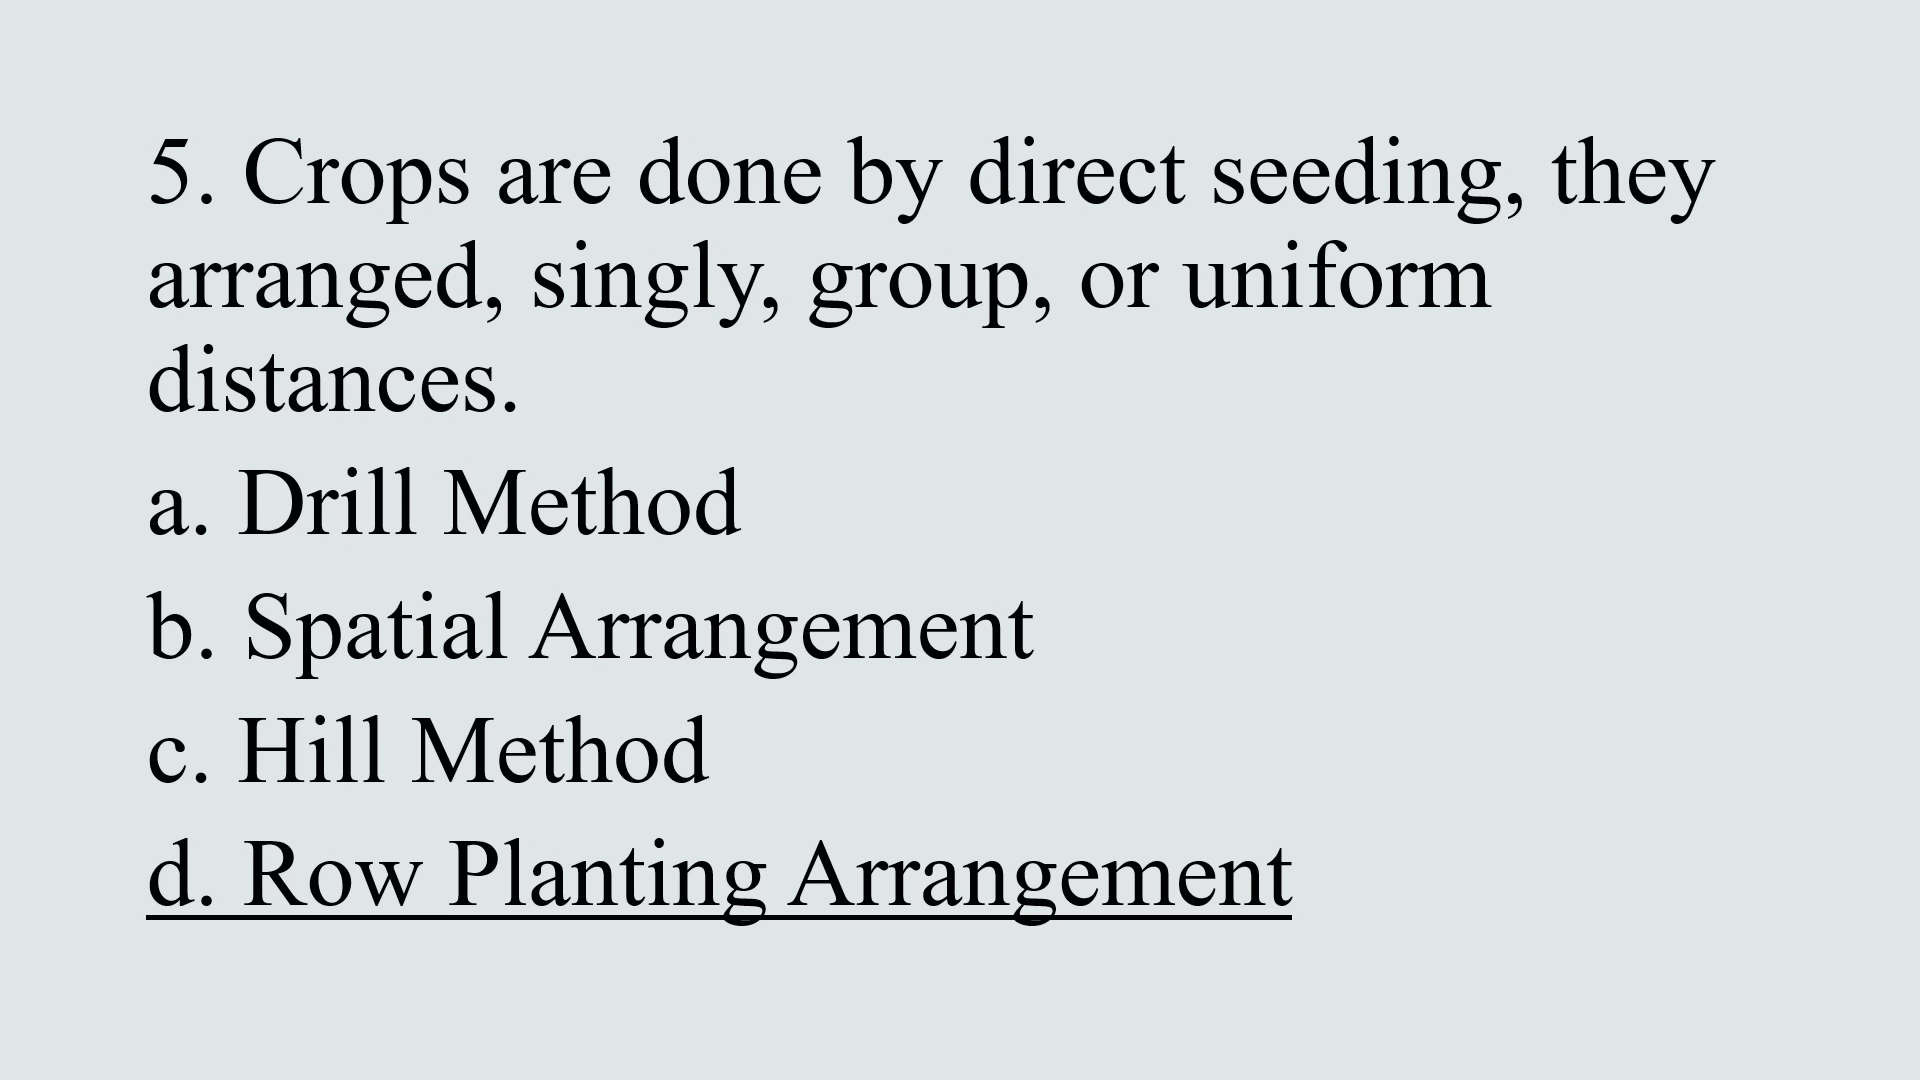 5. Crops are done by direct seeding, they
arranged, singly, group, or uniform
distances.
a. Drill Method
b. Spatial Arrangement
c. Hill Method
d. Row Planting Arrangement